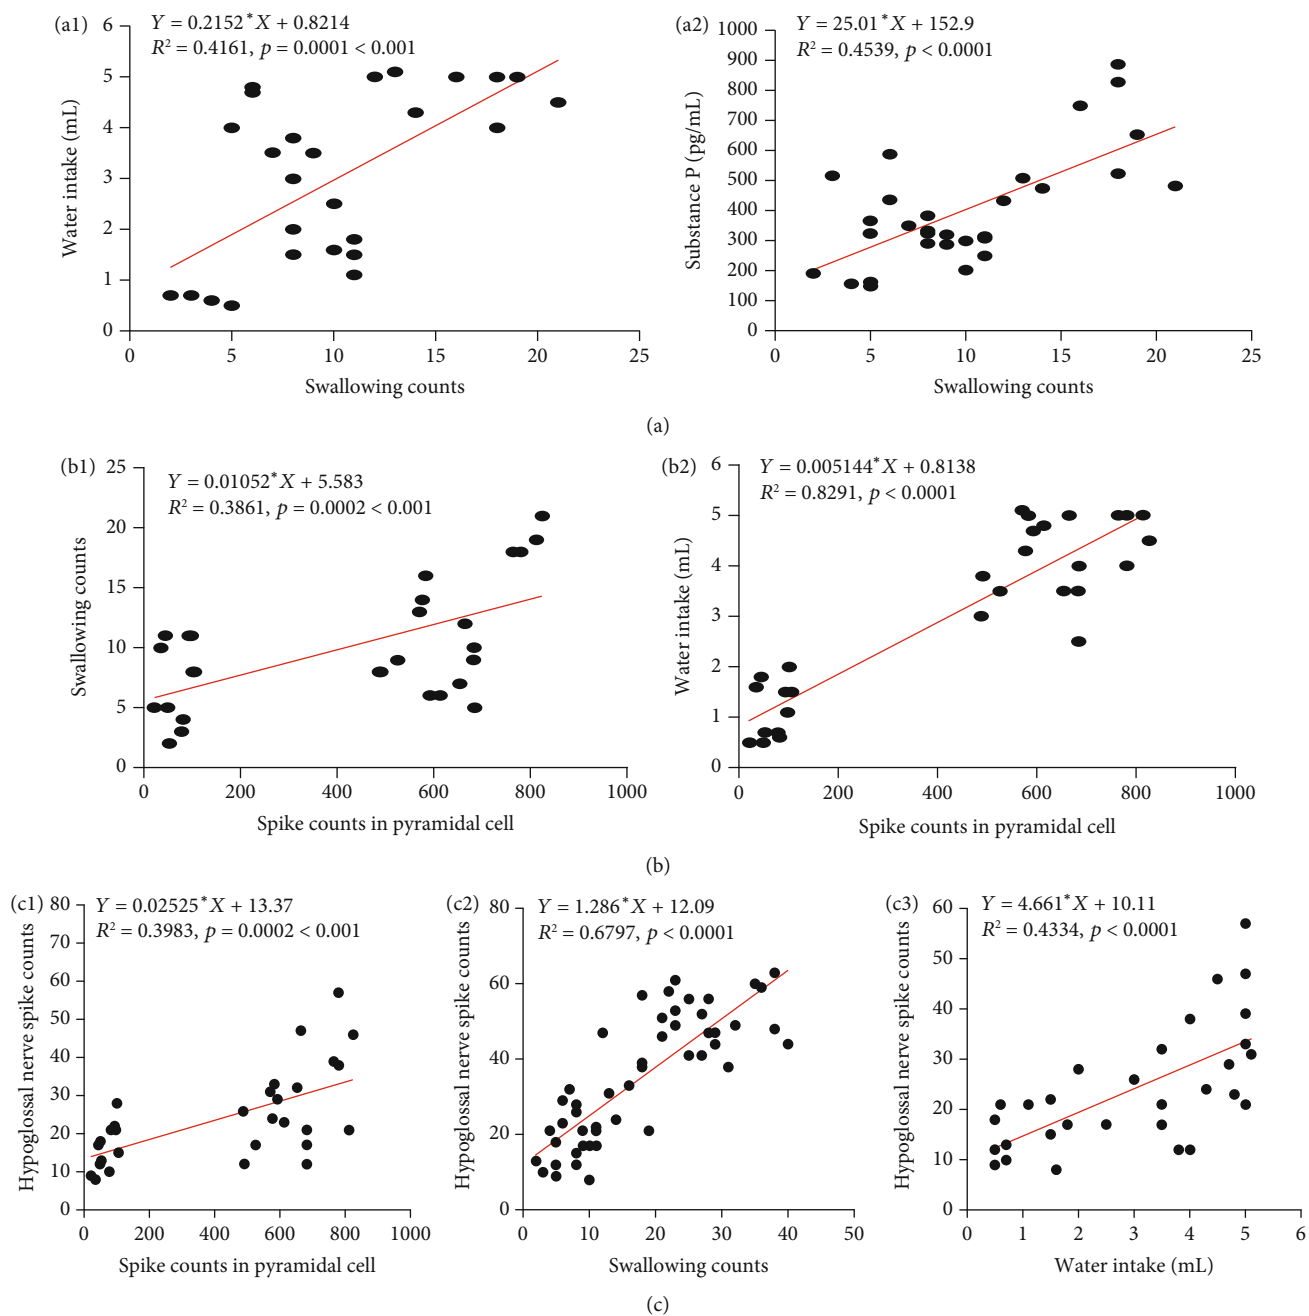 (a1)
Y = 0.2152*X + 0.8214
R² = 0.4161, p = 0.0001 < 0.001
6
5
4
3
2
1
0
Water intake (mL)
5
10
15
20
25
Swallowing counts
(a2)
Y = 25.01*X + 152.9
R² = 0.4539, p < 0.0001
1000
900
800
700
600
500
400
300
200
100
0
Substance P (pg/mL)
5
10
15
20
25
Swallowing counts
(a)
(b1)
Y = 0.01052*X + 5.583
R² = 0.3861, p = 0.0002 < 0.001
25
20
15
10
5
0
Swallowing counts
0
200
400
600
800
1000
Spike counts in pyramidal cell
(b2)
Y = 0.005144*X + 0.8138
R² = 0.8291, p < 0.0001
6
5
4
3
2
1
0
Water intake (mL)
0
200
400
600
800
1000
Spike counts in pyramidal cell
(b)
(c1)
Y = 0.02525*X + 13.37
R² = 0.3983, p = 0.0002 < 0.001
80
70
60
50
40
30
20
10
0
Hypoglossal nerve spike counts
0
200
400
600
800
1000
Spike counts in pyramidal cell
(c2)
Y = 1.286*X + 12.09
R² = 0.6797, p < 0.0001
80
60
40
20
0
Hypoglossal nerve spike counts
0
10
20
30
40
50
Swallowing counts
(c3)
Y = 4.661*X + 10.11
R² = 0.4334, p < 0.0001
60
50
40
30
20
10
0
Hypoglossal nerve spike counts
0
1
2
3
4
5
6
Water intake (mL)
(c)